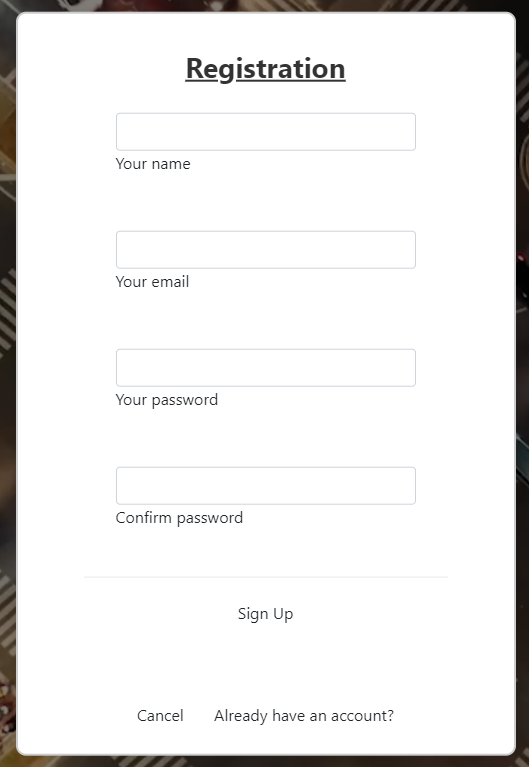 Registration
Your name
Your email
Your password
Confirm password
Sign Up
Cancel Already have an account?